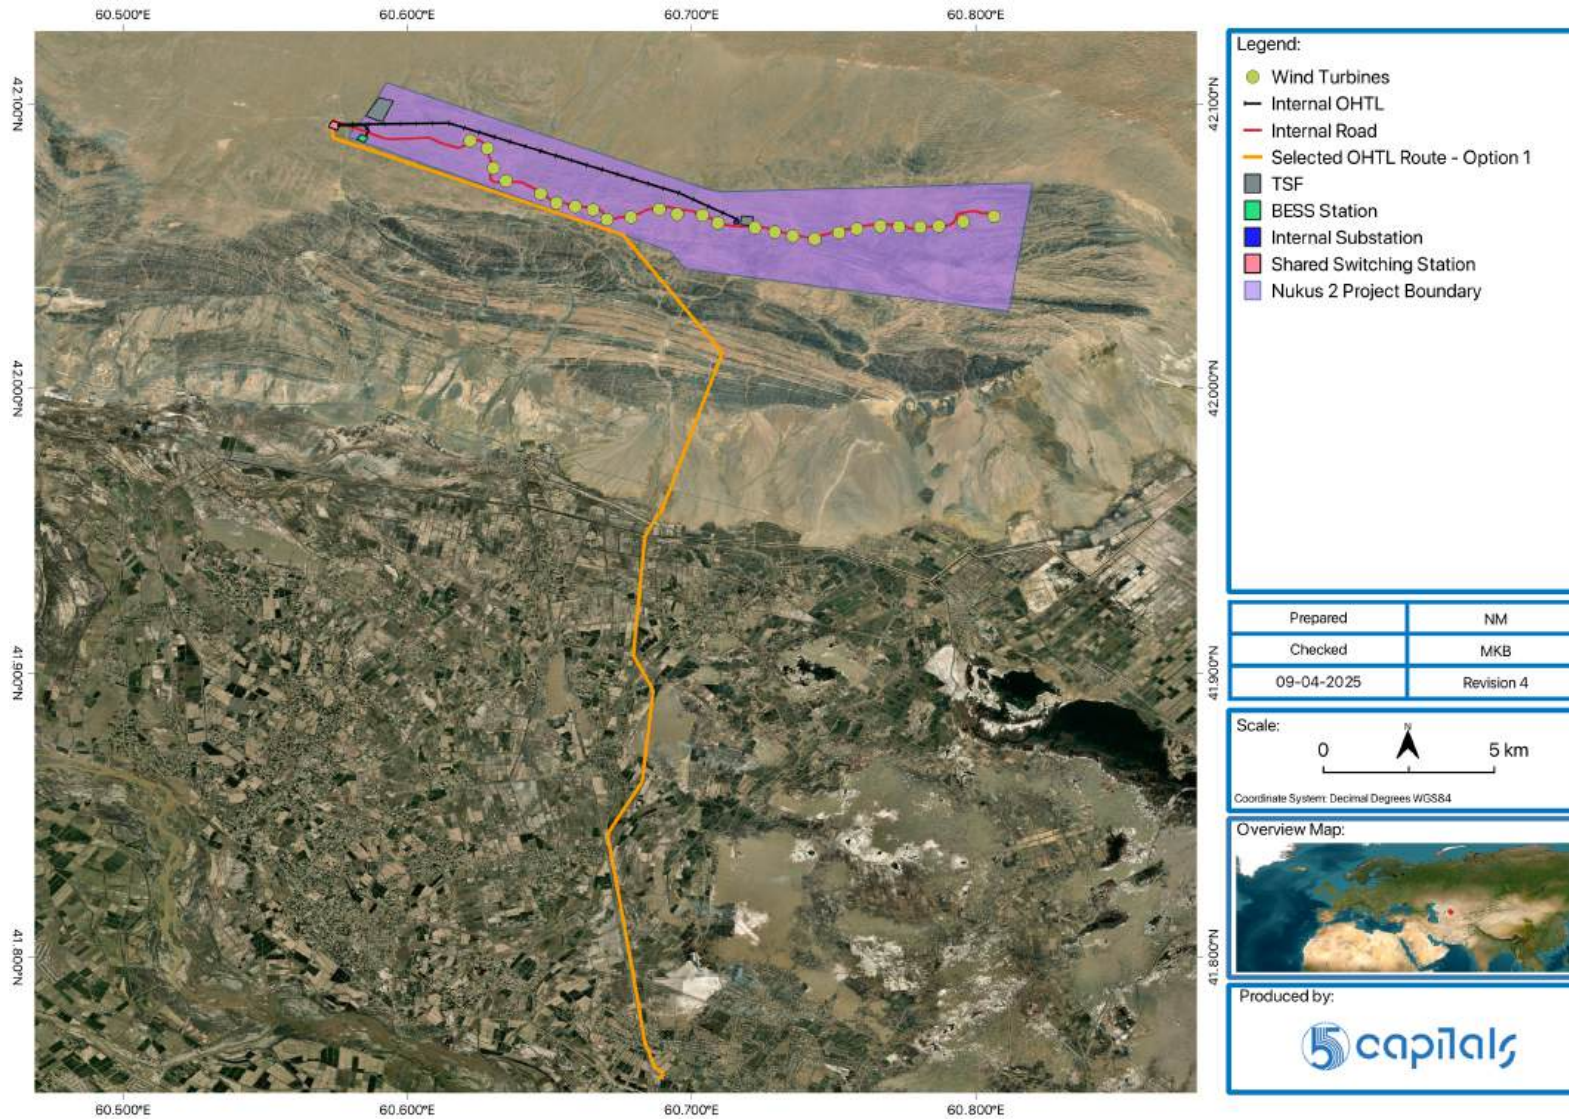 60.500°E 60.600°E 60.700°E 60.800°E
42.100°N 42.100°N
42.000°N 42.000°N
41.900°N 41.900°N
41.800°N 41.800°N
60.500°E 60.600°E 60.700°E 60.800°E
Legend:
Wind Turbines
Internal OHTL
Internal Road
Selected OHTL Route - Option 1
TSF
BESS Station
Internal Substation
Shared Switching Station
Nukus 2 Project Boundary
Prepared NM
Checked MKB
09-04-2025 Revision 4
Scale:
N
0 5 km
Coordinate System: Decimal Degrees WGS84
Overview Map:
Produced by:
5 capitals